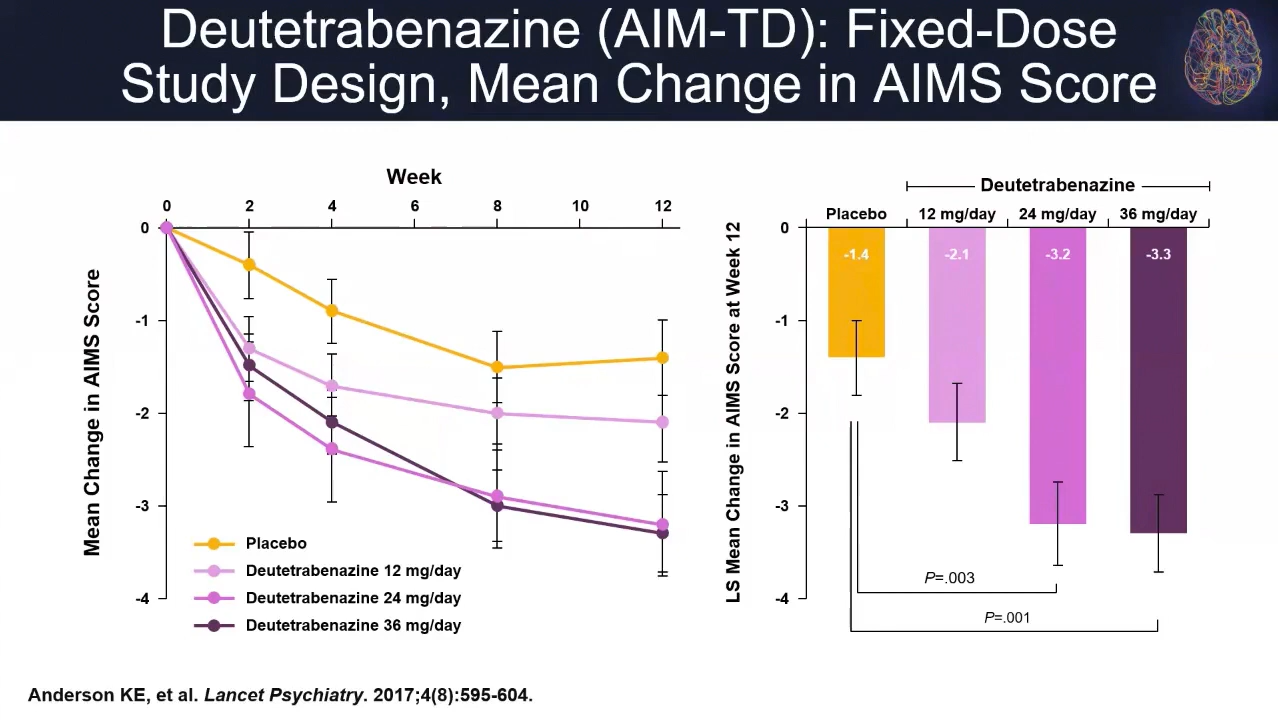 Deutetrabenazine (AIM-TD): Fixed-Dose
Study Design, Mean Change in AIMS Score
Week
0 2 4 6 8 10 12
0
-1
-2
-3
-4
Mean Change in AIMS Score
Placebo
Deutetrabenazine 12 mg/day
Deutetrabenazine 24 mg/day
Deutetrabenazine 36 mg/day
Deutetrabenazine
Placebo 12 mg/day 24 mg/day 36 mg/day
0
-1
-2
-3
-4
LS Mean Change in AIMS Score at Week 12
-1.4 -2.1 -3.2 -3.3
P=.003
P=.001
Anderson KE, et al. Lancet Psychiatry. 2017;4(8):595-604.